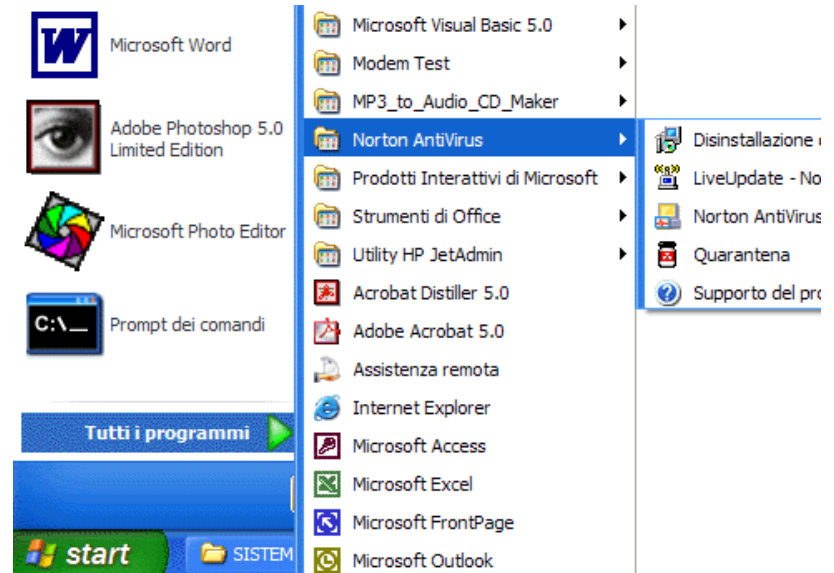 Microsoft Word
Adobe Photoshop 5.0
Limited Edition
Microsoft Photo Editor
C:\
Prompt dei comandi
Tutti i programmi
start
SISTEM
Microsoft Visual Basic 5.0
Modem Test
MP3_to_Audio_CD_Maker
Norton AntiVirus
Prodotti Interattivi di Microsoft
Strumenti di Office
Utility HP JetAdmin
Acrobat Distiller 5.0
Adobe Acrobat 5.0
Assistenza remota
Internet Explorer
Microsoft Access
Microsoft Excel
Microsoft FrontPage
Microsoft Outlook
Disinstallazione
LiveUpdate - No
Norton AntiVirus
Quarantena
Supporto del pro